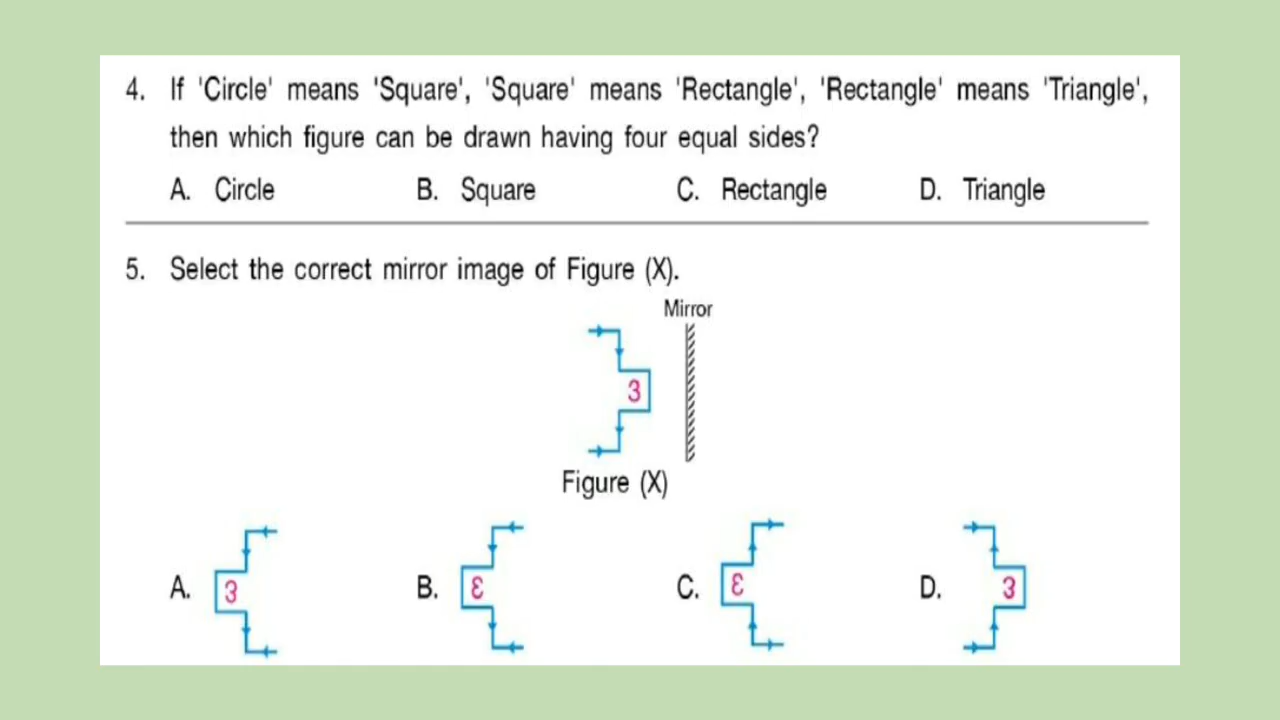 4. If 'Circle' means 'Square', 'Square' means 'Rectangle', 'Rectangle' means 'Triangle',
then which figure can be drawn having four equal sides?
A. Circle B. Square C. Rectangle D. Triangle
5. Select the correct mirror image of Figure (X).
Mirror
3
Figure (X)
A. 3 B. Ɛ C. Ɛ D. 3